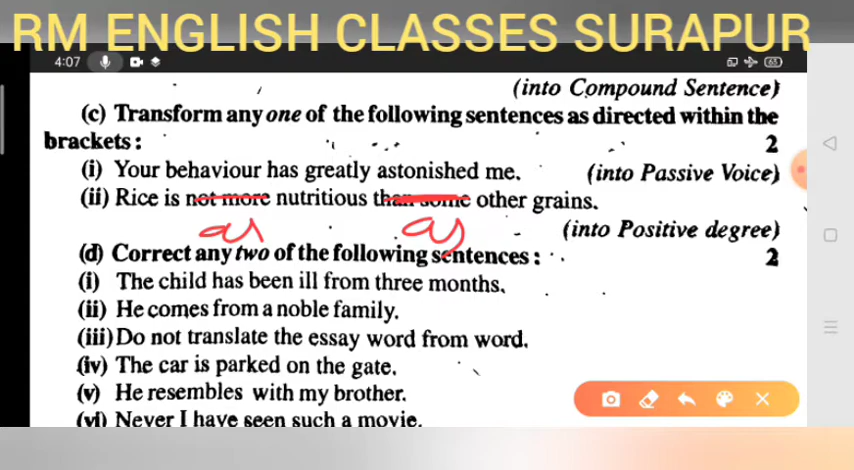 RM ENGLISH CLASSES SURAPUR
4:07
63
(into Compound Sentence)
(c) Transform any one of the following sentences as directed within the
brackets : 2
(i) Your behaviour has greatly astonished me. (into Passive Voice)
(ii) Rice is not more nutritious than some other grains.
as as
(into Positive degree)
(d) Correct any two of the following sentences : 2
(i) The child has been ill from three months.
(ii) He comes from a noble family.
(iii) Do not translate the essay word from word.
(iv) The car is parked on the gate.
(v) He resembles with my brother.
(vi) Never I have seen such a movie.